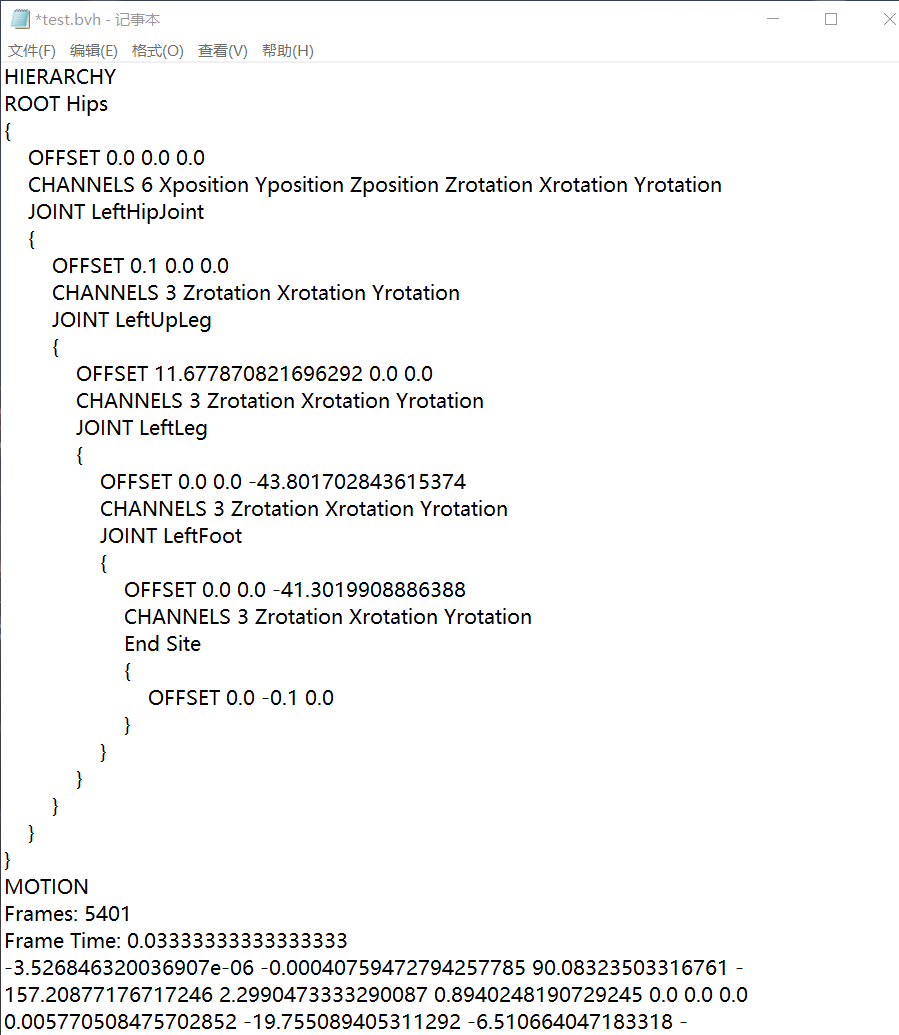 *test.bvh - 记事本
文件(F) 编辑(E) 格式(O) 查看(V) 帮助(H)
HIERARCHY
ROOT Hips
{
OFFSET 0.0 0.0 0.0
CHANNELS 6 Xposition Yposition Zposition Zrotation Xrotation Yrotation
JOINT LeftHipJoint
{
OFFSET 0.1 0.0 0.0
CHANNELS 3 Zrotation Xrotation Yrotation
JOINT LeftUpLeg
{
OFFSET 11.677870821696292 0.0 0.0
CHANNELS 3 Zrotation Xrotation Yrotation
JOINT LeftLeg
{
OFFSET 0.0 0.0 -43.801702843615374
CHANNELS 3 Zrotation Xrotation Yrotation
JOINT LeftFoot
{
OFFSET 0.0 0.0 -41.3019908886388
CHANNELS 3 Zrotation Xrotation Yrotation
End Site
{
OFFSET 0.0 -0.1 0.0
}
}
}
}
}
}
MOTION
Frames: 5401
Frame Time: 0.03333333333333333
-3.526846320036907e-06 -0.00040759472794257785 90.08323503316761 -
157.20877176717246 2.2990473333290087 0.8940248190729245 0.0 0.0 0.0
0.005770508475702852 -19.755089405311292 -6.510664047183318 -